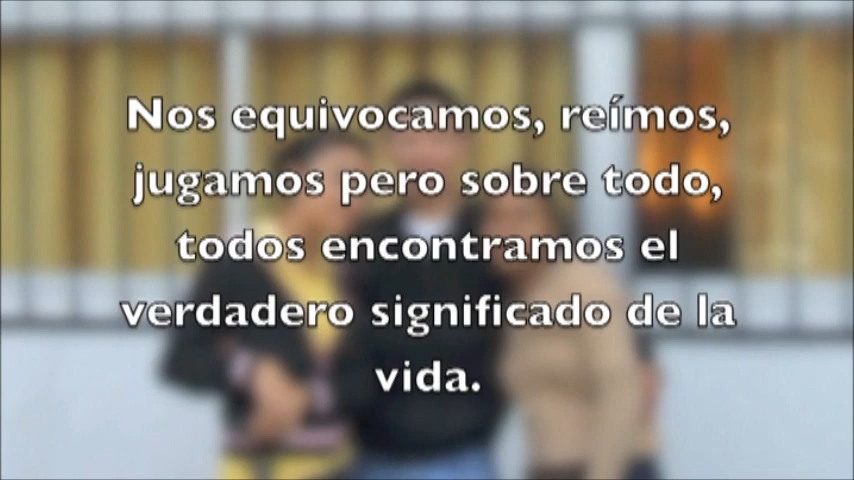 Nos equivocamos, reímos,
jugamos pero sobre todo,
todos encontramos el
verdadero significado de la
vida.